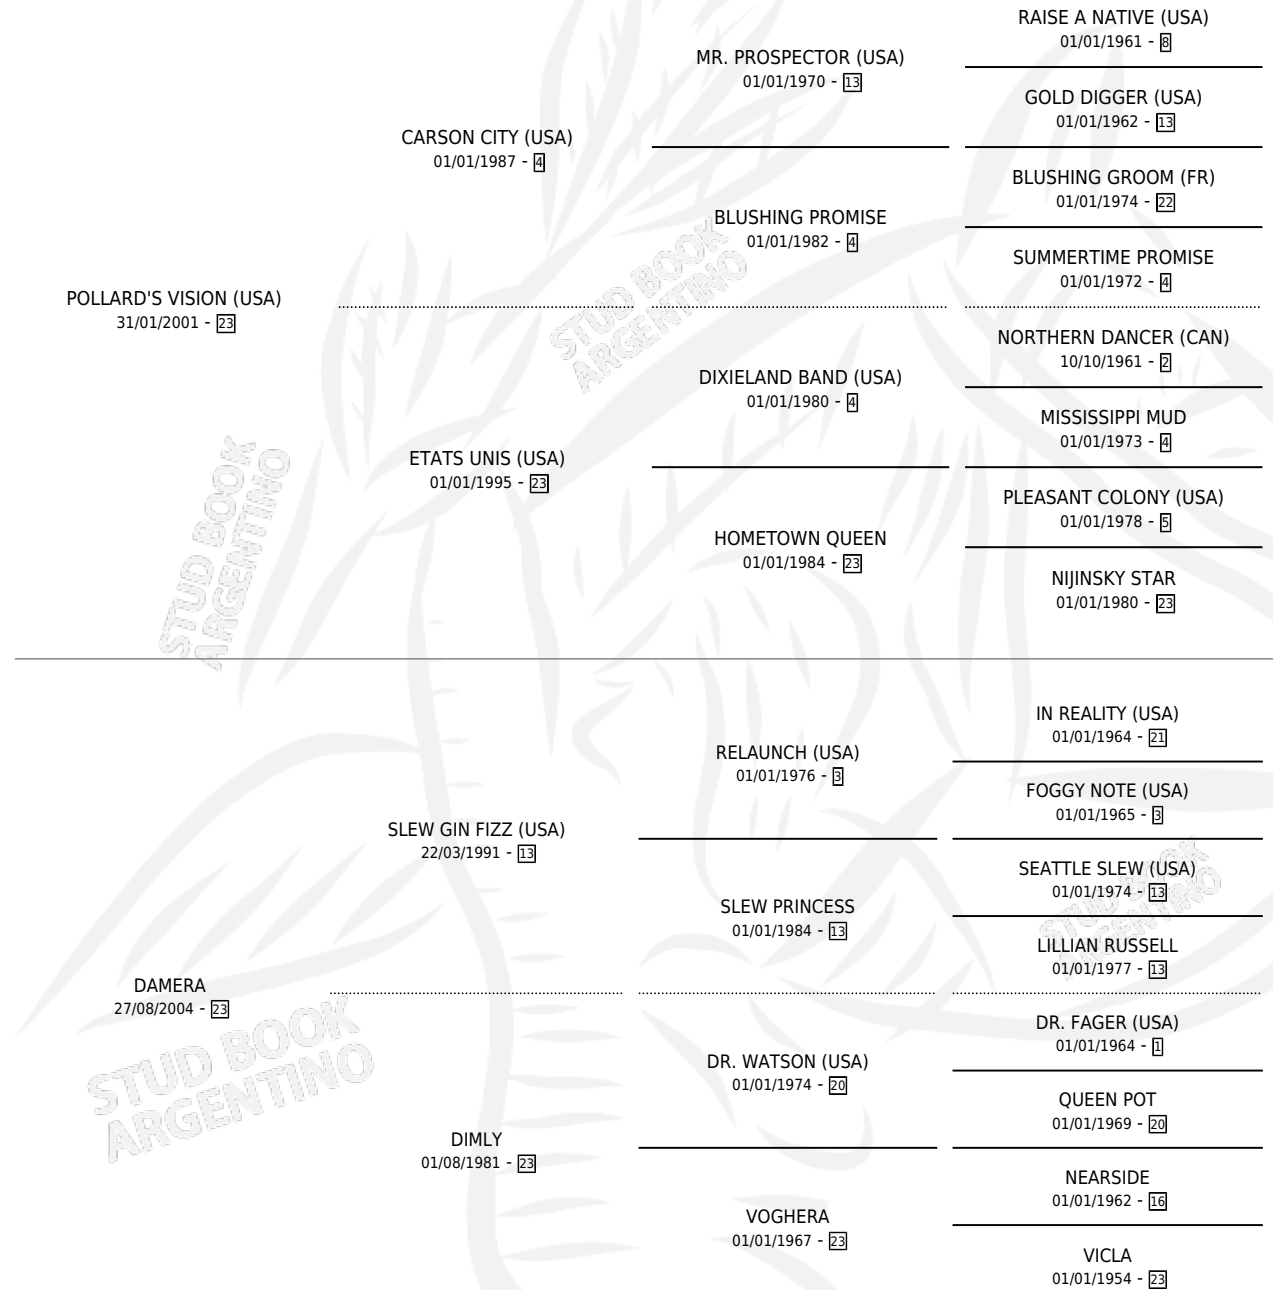 RAISE A NATIVE (USA)
01/01/1961 - 8
MR. PROSPECTOR (USA)
01/01/1970 - 13
GOLD DIGGER (USA)
01/01/1962 - 13
CARSON CITY (USA)
01/01/1987 - 4
BLUSHING GROOM (FR)
01/01/1974 - 22
BLUSHING PROMISE
01/01/1982 - 4
SUMMERTIME PROMISE
01/01/1972 - 4
POLLARD'S VISION (USA)
31/01/2001 - 23
NORTHERN DANCER (CAN)
10/10/1961 - 2
DIXIELAND BAND (USA)
01/01/1980 - 4
MISSISSIPPI MUD
01/01/1973 - 4
ETATS UNIS (USA)
01/01/1995 - 23
PLEASANT COLONY (USA)
01/01/1978 - 5
HOMETOWN QUEEN
01/01/1984 - 23
NIJINSKY STAR
01/01/1980 - 23
IN REALITY (USA)
01/01/1964 - 21
RELAUNCH (USA)
01/01/1976 - 3
FOGGY NOTE (USA)
01/01/1965 - 3
SLEW GIN FIZZ (USA)
22/03/1991 - 13
SEATTLE SLEW (USA)
01/01/1974 - 13
SLEW PRINCESS
01/01/1984 - 13
LILLIAN RUSSELL
01/01/1977 - 13
DAMERA
27/08/2004 - 23
DR. FAGER (USA)
01/01/1964 - 1
DR. WATSON (USA)
01/01/1974 - 20
QUEEN POT
01/01/1969 - 20
DIMLY
01/08/1981 - 23
NEARSIDE
01/01/1962 - 16
VOGHERA
01/01/1967 - 23
VICLA
01/01/1954 - 23
STUD BOOK
ARGENTINO
STUD BOOK
ARGENTINO
STUD BOOK
ARGENTINO
STUD BOOK
ARGENTINO